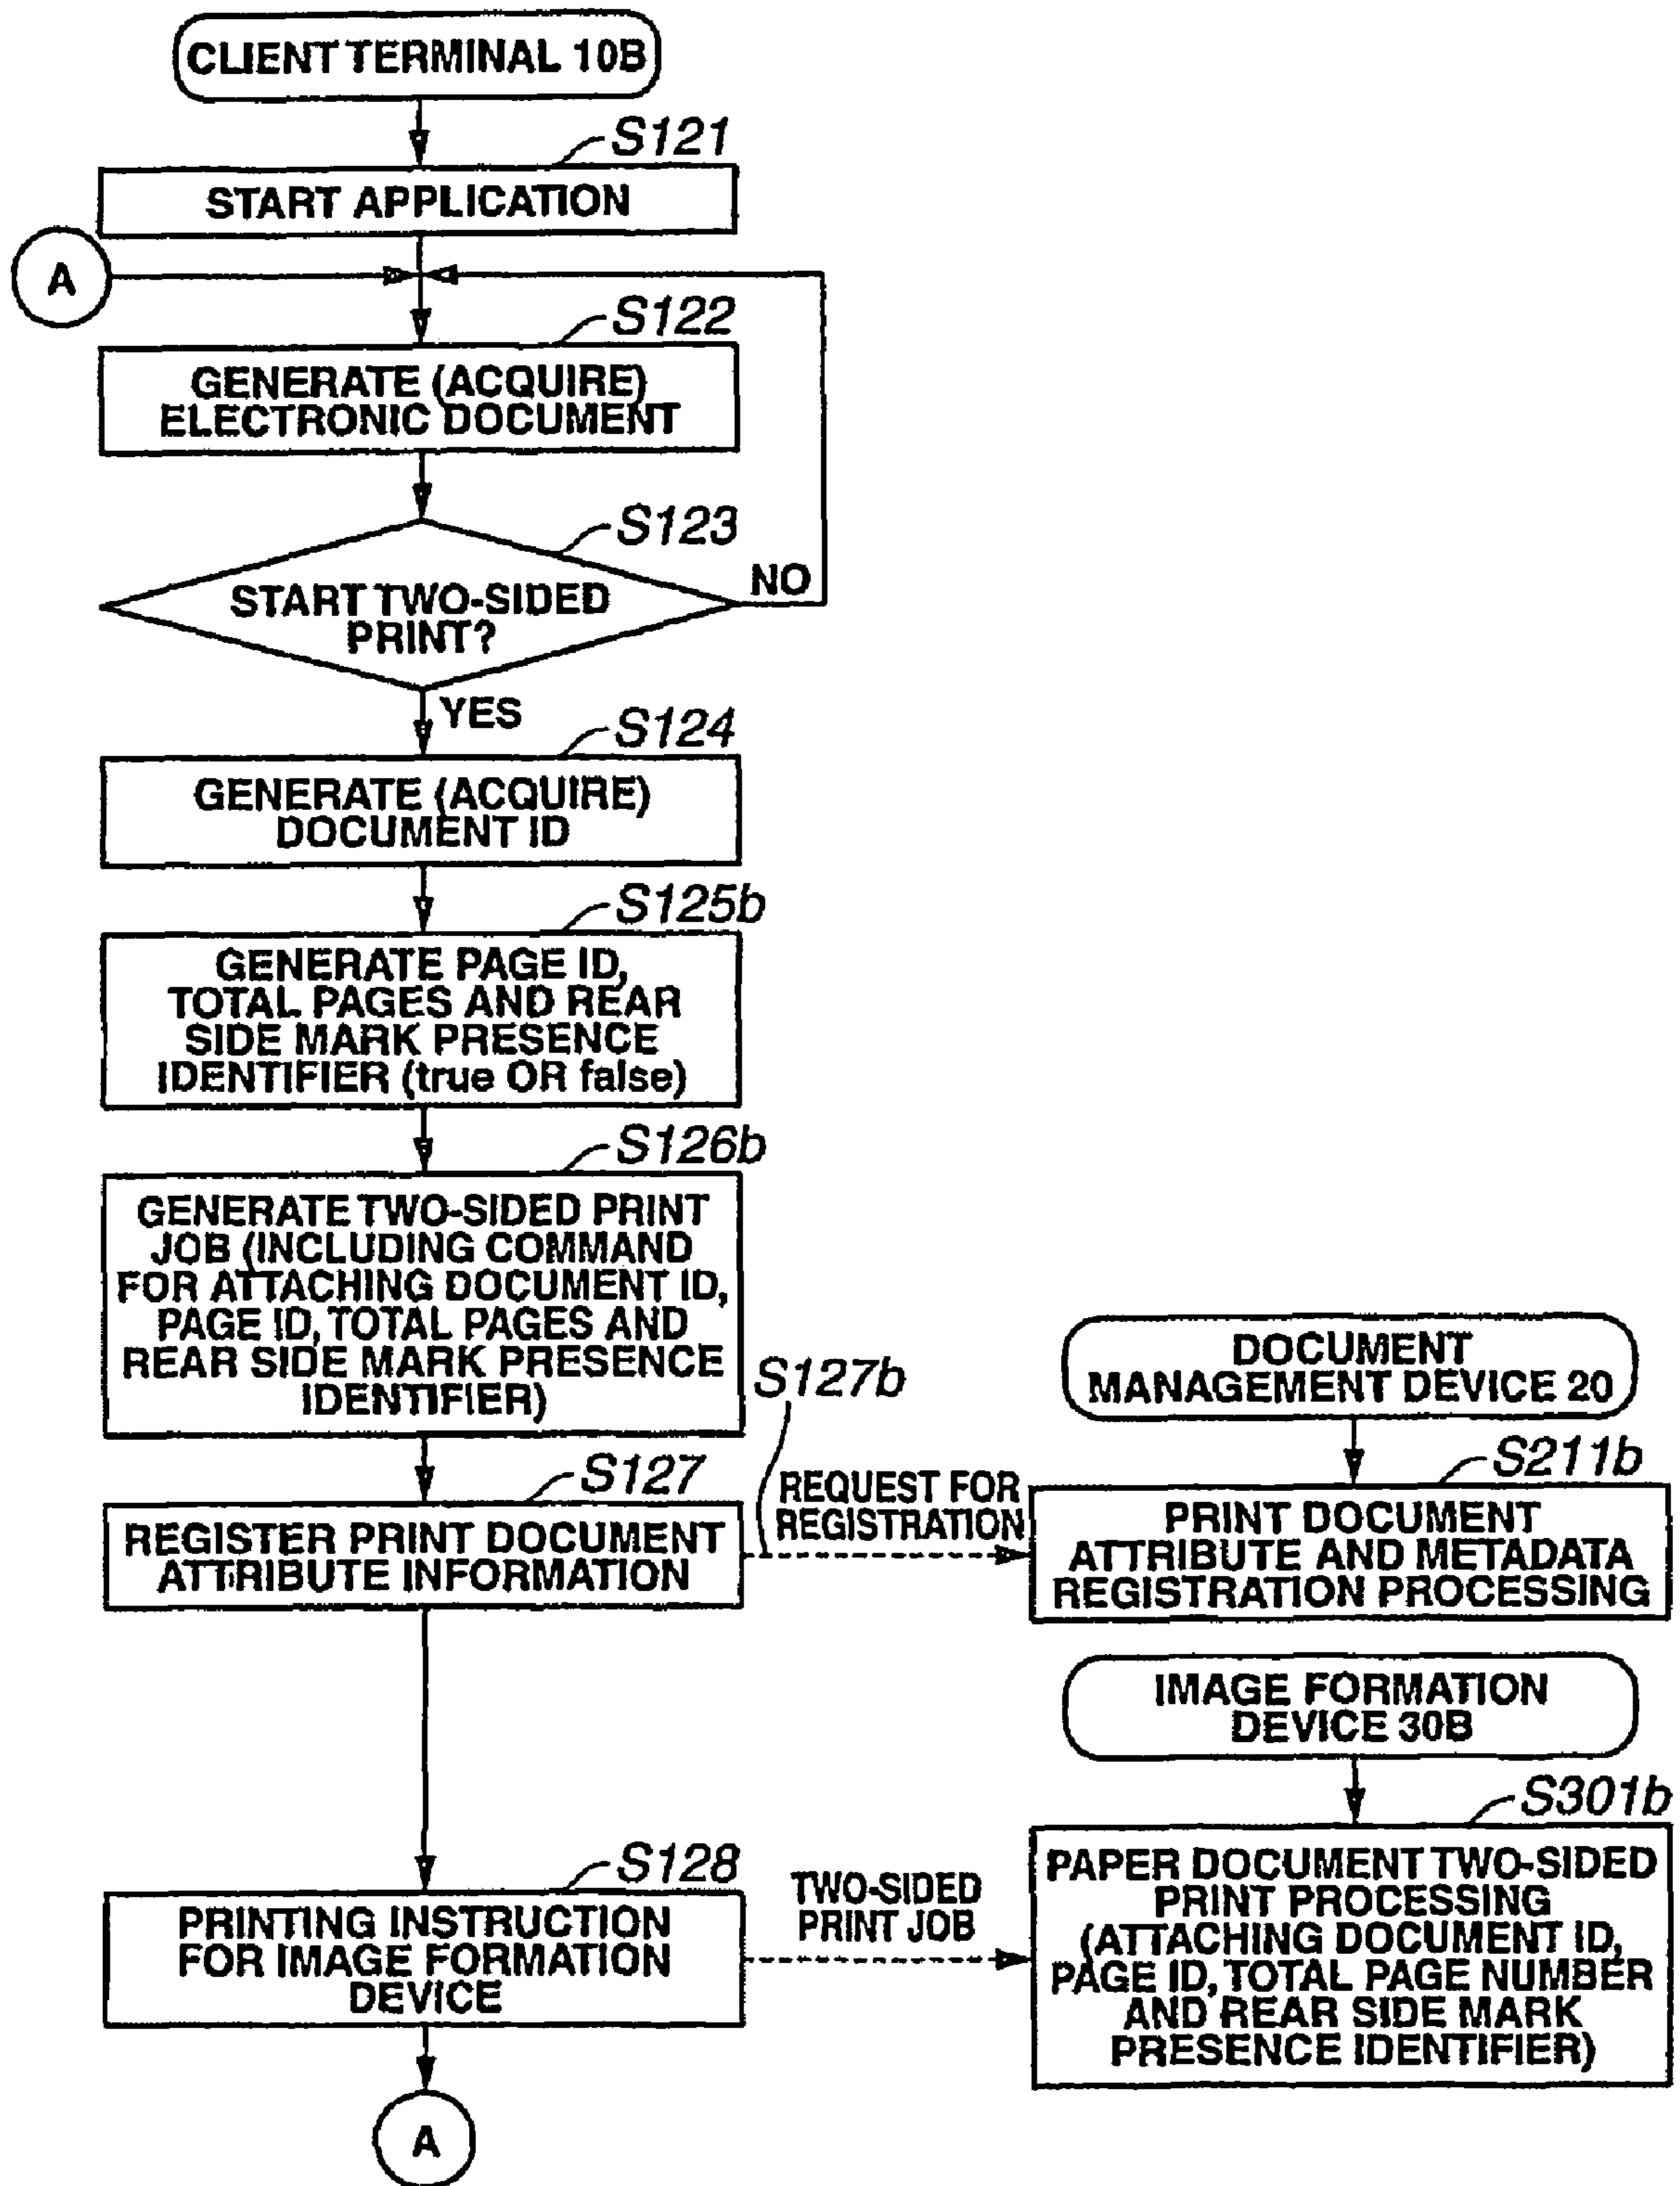 CLIENT TERMINAL 10B
S121
START APPLICATION
A
S122
GENERATE (ACQUIRE)
ELECTRONIC DOCUMENT
S123
START TWO-SIDED
PRINT?
NO
YES
S124
GENERATE (ACQUIRE)
DOCUMENT ID
S125b
GENERATE PAGE ID,
TOTAL PAGES AND REAR
SIDE MARK PRESENCE
IDENTIFIER (true OR false)
S126b
GENERATE TWO-SIDED PRINT
JOB (INCLUDING COMMAND
FOR ATTACHING DOCUMENT ID,
PAGE ID, TOTAL PAGES AND
REAR SIDE MARK PRESENCE
IDENTIFIER)
S127b
DOCUMENT
MANAGEMENT DEVICE 20
S127
REGISTER PRINT DOCUMENT
ATTRIBUTE INFORMATION
REQUEST FOR
REGISTRATION
S211b
PRINT DOCUMENT
ATTRIBUTE AND METADATA
REGISTRATION PROCESSING
IMAGE FORMATION
DEVICE 30B
S128
PRINTING INSTRUCTION
FOR IMAGE FORMATION
DEVICE
TWO-SIDED
PRINT JOB
S301b
PAPER DOCUMENT TWO-SIDED
PRINT PROCESSING
(ATTACHING DOCUMENT ID,
PAGE ID, TOTAL PAGE NUMBER
AND REAR SIDE MARK
PRESENCE IDENTIFIER)
A